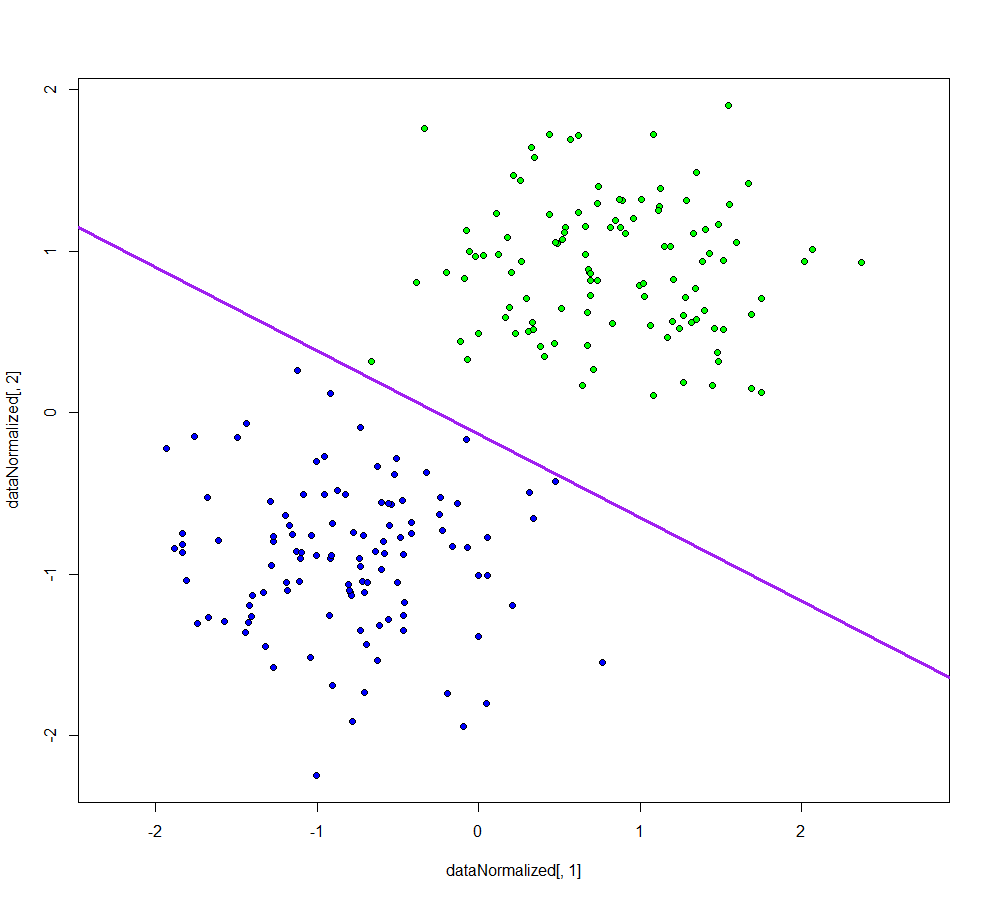 2
1
0
-1
-2
dataNormalized[, 2]
-2 -1 0 1 2
dataNormalized[, 1]